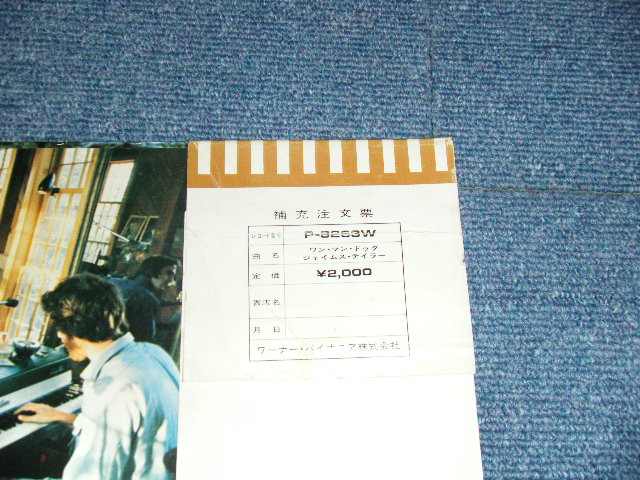 補充注文票
レコード番号 P-8283W
曲名 ワン・マン・ドッグ
ジェイムス・テイラー
定価 ¥2,000
貴店名
月日
ワーナー・パイオニア株式会社